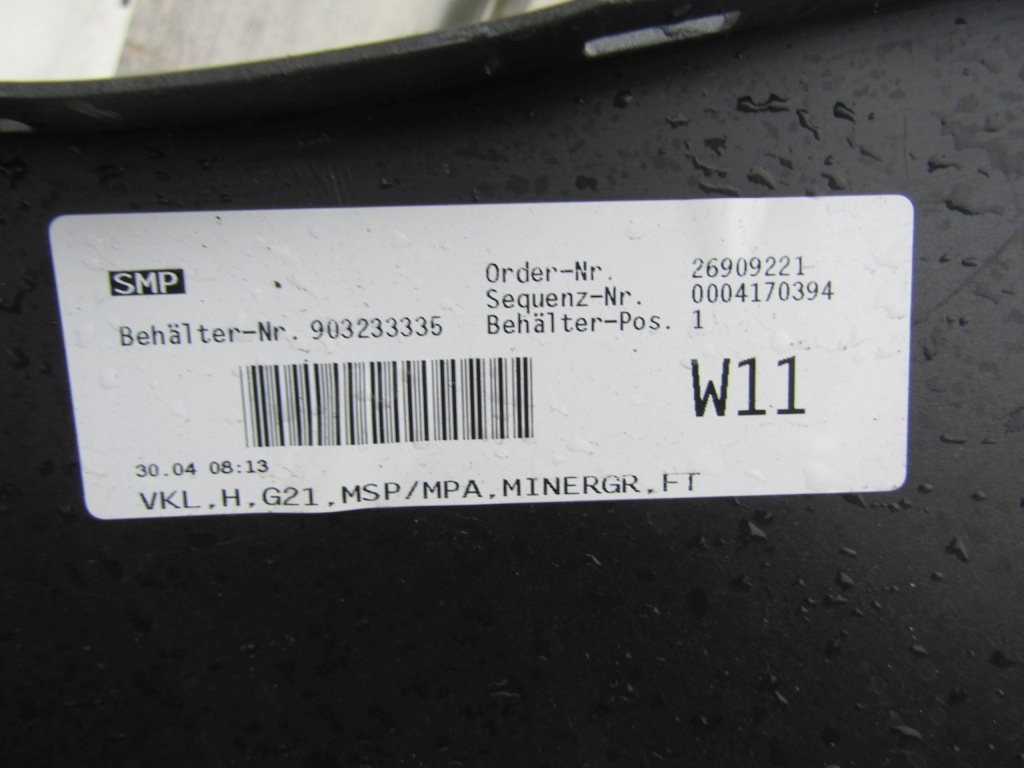 SMP
Order-Nr. 26909221
Sequenz-Nr. 0004170394
Behälter-Nr. 903233335 Behälter-Pos. 1
W11
30.04 08:13
VKL,H,G21,MSP/MPA,MINERGR,FT